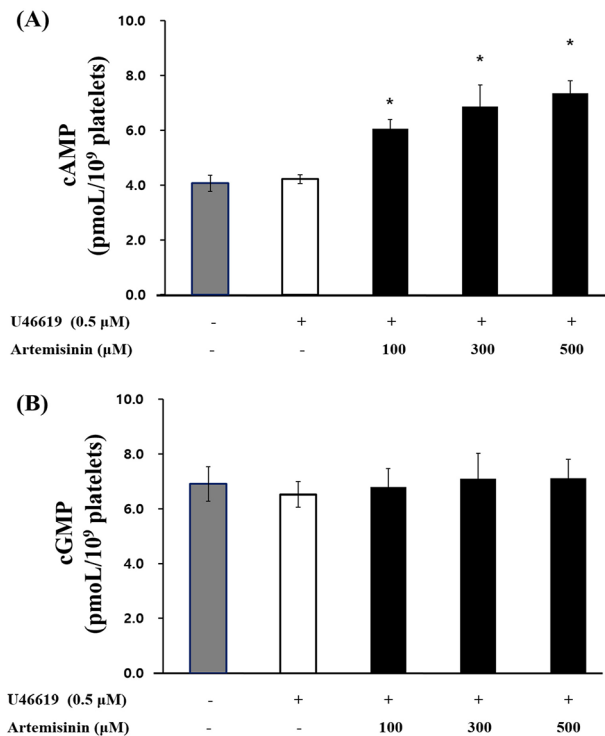 (A)
10.0
8.0
6.0
4.0
2.0
0.0
cAMP
(pmoL/10⁹ platelets)
*
*
*
U46619 (0.5 µM) - + + + +
Artemisinin (µM) - - 100 300 500
(B)
10.0
8.0
6.0
4.0
2.0
0.0
cGMP
(pmoL/10⁹ platelets)
U46619 (0.5 µM) - + + + +
Artemisinin (µM) - - 100 300 500